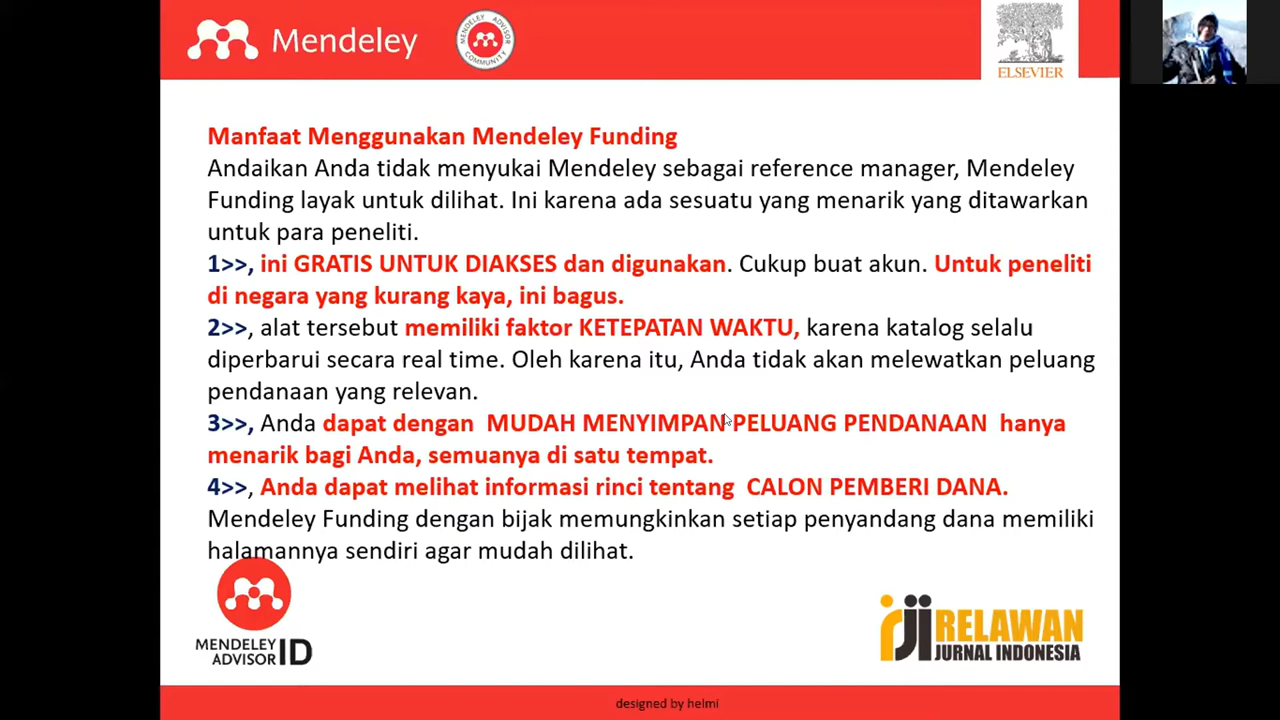 Mendeley
MENDELEY ADVISOR COMMUNITY
ELSEVIER
Manfaat Menggunakan Mendeley Funding
Andaikan Anda tidak menyukai Mendeley sebagai reference manager, Mendeley
Funding layak untuk dilihat. Ini karena ada sesuatu yang menarik yang ditawarkan
untuk para peneliti.
1>>, ini GRATIS UNTUK DIAKSES dan digunakan. Cukup buat akun. Untuk peneliti
di negara yang kurang kaya, ini bagus.
2>>, alat tersebut memiliki faktor KETEPATAN WAKTU, karena katalog selalu
diperbarui secara real time. Oleh karena itu, Anda tidak akan melewatkan peluang
pendanaan yang relevan.
3>>, Anda dapat dengan MUDAH MENYIMPAN PELUANG PENDANAAN hanya
menarik bagi Anda, semuanya di satu tempat.
4>>, Anda dapat melihat informasi rinci tentang CALON PEMBERI DANA.
Mendeley Funding dengan bijak memungkinkan setiap penyandang dana memiliki
halamannya sendiri agar mudah dilihat.
MENDELEY
ADVISOR ID
rji RELAWAN
JURNAL INDONESIA
designed by helmi